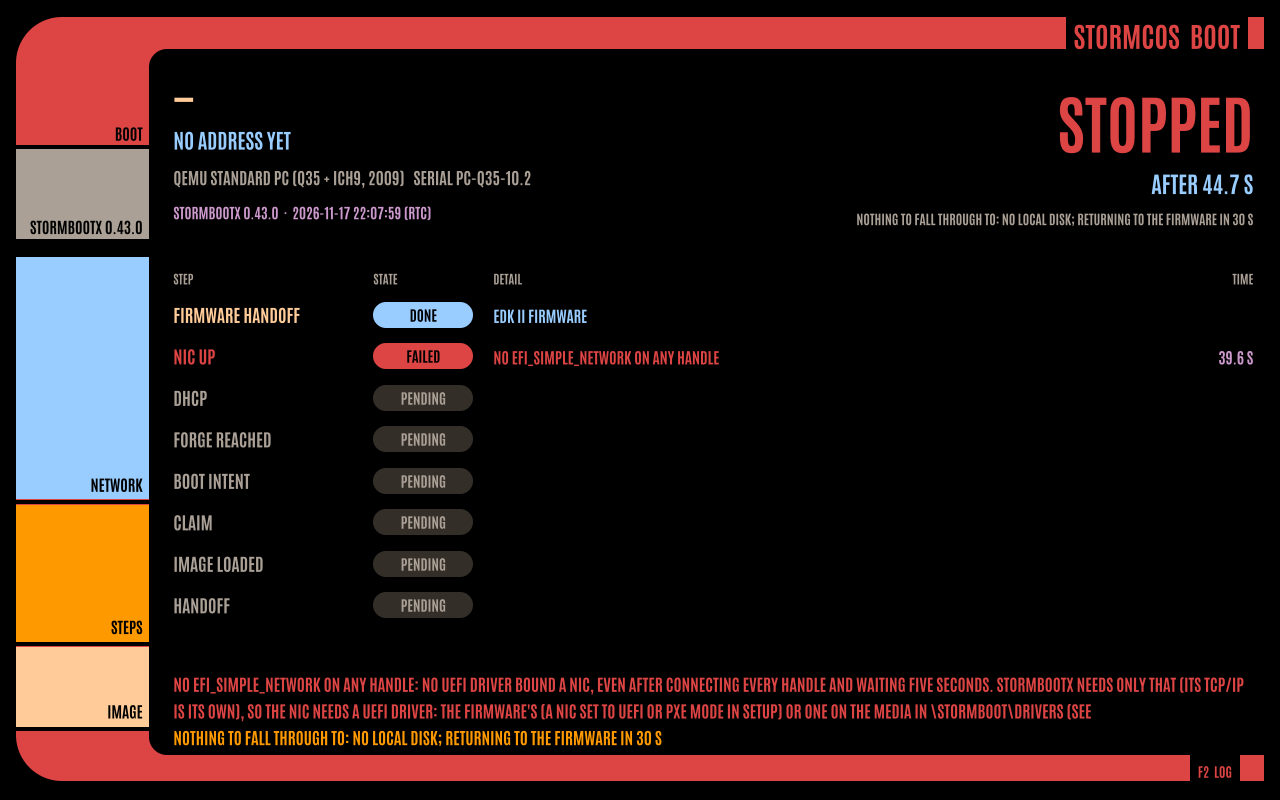 STORMCOS BOOT
BOOT
STORMBOOTX 0.43.0
NETWORK
STEPS
IMAGE
–
NO ADDRESS YET
QEMU STANDARD PC (Q35 + ICH9, 2009) SERIAL PC-Q35-10.2
STORMBOOTX 0.43.0 · 2026-11-17 22:07:59 (RTC)
STOPPED
AFTER 44.7 S
NOTHING TO FALL THROUGH TO: NO LOCAL DISK; RETURNING TO THE FIRMWARE IN 30 S
STEP STATE DETAIL TIME
FIRMWARE HANDOFF DONE EDK II FIRMWARE
NIC UP FAILED NO EFI_SIMPLE_NETWORK ON ANY HANDLE 39.6 S
DHCP PENDING
FORGE REACHED PENDING
BOOT INTENT PENDING
CLAIM PENDING
IMAGE LOADED PENDING
HANDOFF PENDING
NO EFI_SIMPLE_NETWORK ON ANY HANDLE: NO UEFI DRIVER BOUND A NIC, EVEN AFTER CONNECTING EVERY HANDLE AND WAITING FIVE SECONDS. STORMBOOTX NEEDS ONLY THAT (ITS TCP/IP
IS ITS OWN), SO THE NIC NEEDS A UEFI DRIVER: THE FIRMWARE'S (A NIC SET TO UEFI OR PXE MODE IN SETUP) OR ONE ON THE MEDIA IN \STORMBOOT\DRIVERS (SEE
NOTHING TO FALL THROUGH TO: NO LOCAL DISK; RETURNING TO THE FIRMWARE IN 30 S
F2 LOG